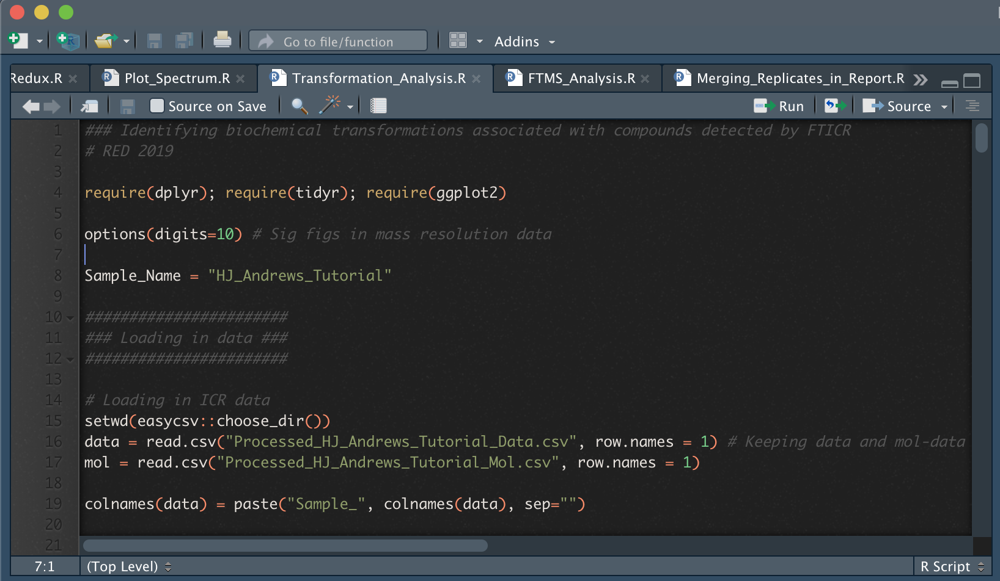 Go to file/function
Addins
Redux.R
Plot_Spectrum.R
Transformation_Analysis.R
FTMS_Analysis.R
Merging_Replicates_in_Report.R
Source on Save
Run
Source
1 ### Identifying biochemical transformations associated with compounds detected by FTICR
2 # RED 2019
3
4 require(dplyr); require(tidyr); require(ggplot2)
5
6 options(digits=10) # Sig figs in mass resolution data
7
8 Sample_Name = "HJ_Andrews_Tutorial"
9
10 #######################
11 ### Loading in data ###
12 #######################
13
14 # Loading in ICR data
15 setwd(easycsv::choose_dir())
16 data = read.csv("Processed_HJ_Andrews_Tutorial_Data.csv", row.names = 1) # Keeping data and mol-data
17 mol = read.csv("Processed_HJ_Andrews_Tutorial_Mol.csv", row.names = 1)
18
19 colnames(data) = paste("Sample_", colnames(data), sep="")
20
21
7:1
(Top Level)
R Script